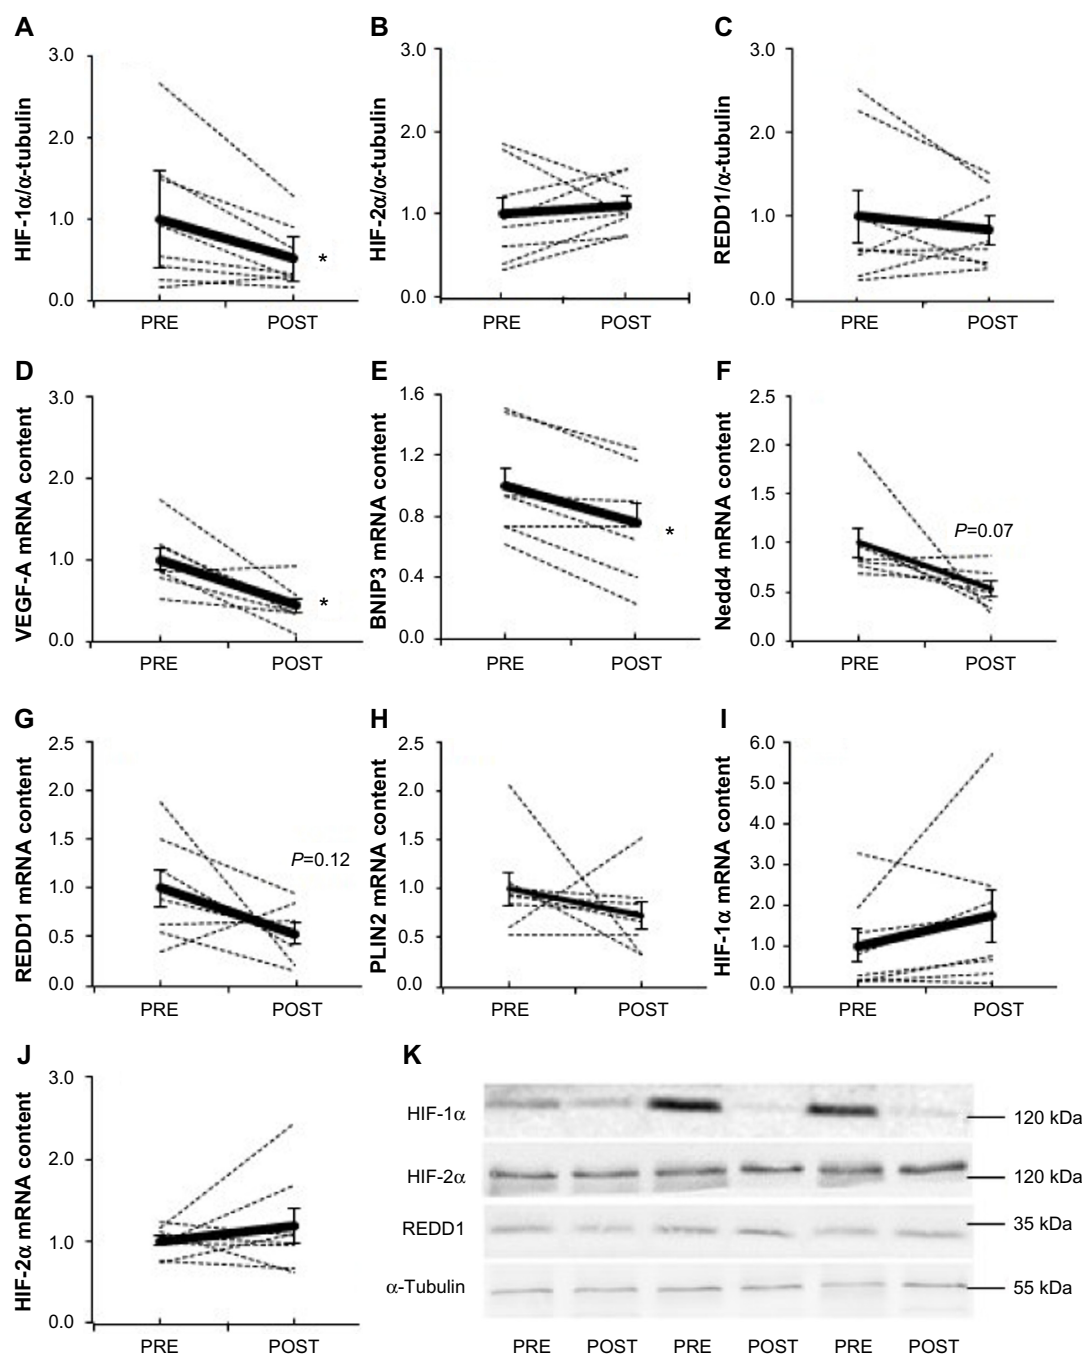 A
HIF-1α/α-tubulin
3.0
2.0
1.0
0.0
*
PRE POST
B
HIF-2α/α-tubulin
3.0
2.0
1.0
0.0
PRE POST
C
REDD1/α-tubulin
3.0
2.0
1.0
0.0
PRE POST
D
VEGF-A mRNA content
3.0
2.0
1.0
0.0
*
PRE POST
E
BNIP3 mRNA content
1.6
1.2
0.8
0.4
0.0
*
PRE POST
F
Nedd4 mRNA content
2.5
1.5
1.0
0.5
0.0
P=0.07
PRE POST
G
REDD1 mRNA content
2.5
2.0
1.5
1.0
0.5
0.0
P=0.12
PRE POST
H
PLIN2 mRNA content
2.5
1.5
1.0
0.5
0.0
PRE POST
I
HIF-1α mRNA content
6.0
5.0
4.0
3.0
2.0
1.0
0.0
PRE POST
J
HIF-2α mRNA content
3.0
2.0
1.0
0.0
PRE POST
K
HIF-1α 120 kDa
HIF-2α 120 kDa
REDD1 35 kDa
α-Tubulin 55 kDa
PRE POST PRE POST PRE POST